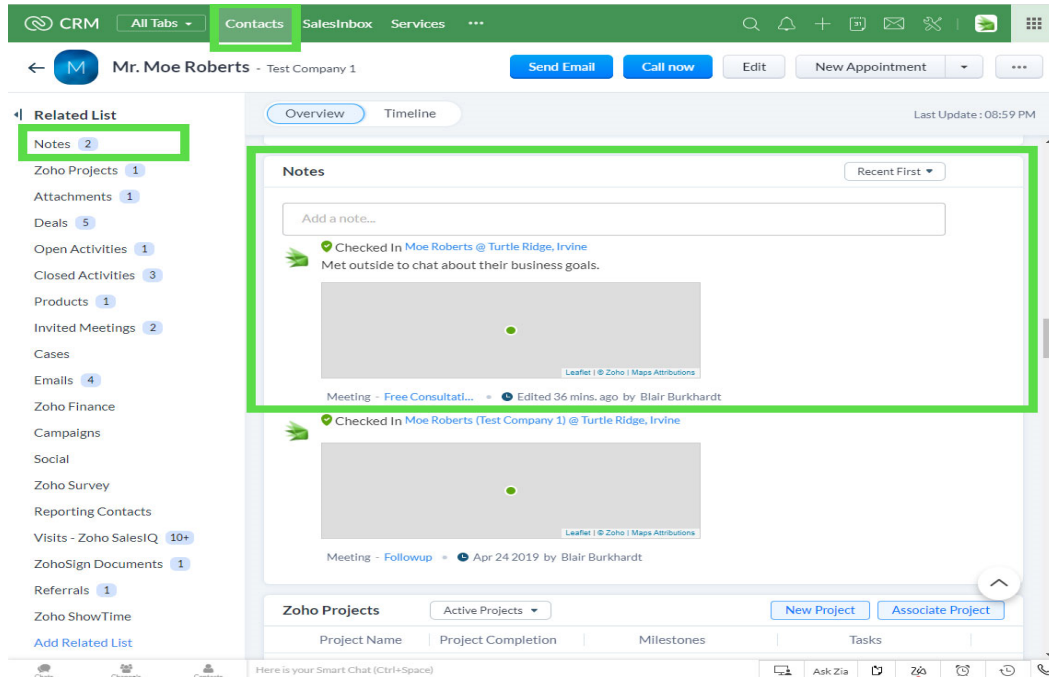 CRM All Tabs Contacts SalesInbox Services ...
31
← M Mr. Moe Roberts - Test Company 1 Send Email Call now Edit New Appointment ...
Related List
Notes 2
Zoho Projects 1
Attachments 1
Deals 5
Open Activities 1
Closed Activities 3
Products 1
Invited Meetings 2
Cases
Emails 4
Zoho Finance
Campaigns
Social
Zoho Survey
Reporting Contacts
Visits - Zoho SalesIQ 10+
ZohoSign Documents 1
Referrals 1
Zoho ShowTime
Add Related List
Overview Timeline Last Update : 08:59 PM
Notes Recent First
Add a note...
Checked In Moe Roberts @ Turtle Ridge, Irvine
Met outside to chat about their business goals.
Leaflet | © Zoho | Maps Attributions
Meeting - Free Consultati... • Edited 36 mins. ago by Blair Burkhardt
Checked In Moe Roberts (Test Company 1) @ Turtle Ridge, Irvine
Leaflet | © Zoho | Maps Attributions
Meeting - Followup • Apr 24 2019 by Blair Burkhardt
Zoho Projects Active Projects New Project Associate Project
Project Name Project Completion Milestones Tasks
Chats Channels Contacts Here is your Smart Chat (Ctrl+Space) Ask Zia